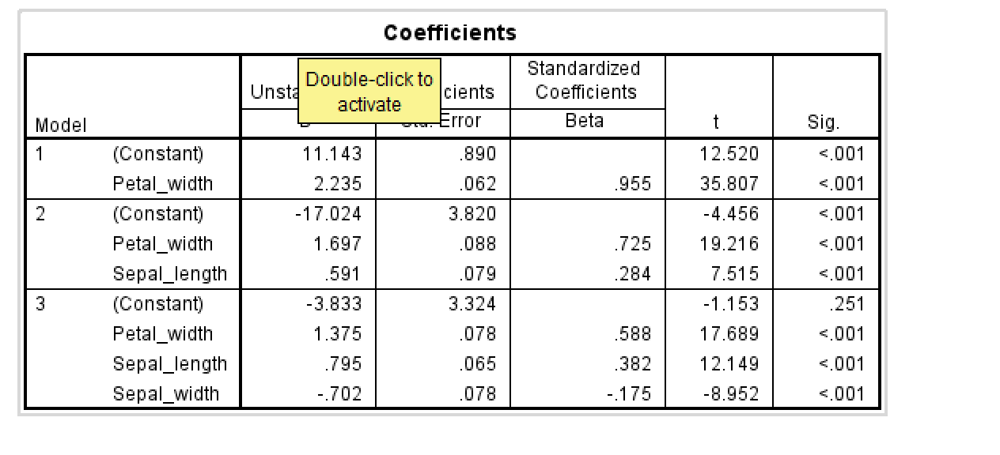 Coefficients
Standardized
Coefficients
Double-click to
activate
Error
Beta
Model
t
Sig.
1 (Constant) 11.143 .890 12.520 <.001
Petal_width 2.235 .062 .955 35.807 <.001
2 (Constant) -17.024 3.820 -4.456 <.001
Petal_width 1.697 .088 .725 19.216 <.001
Sepal_length .591 .079 .284 7.515 <.001
3 (Constant) -3.833 3.324 -1.153 .251
Petal_width 1.375 .078 .588 17.689 <.001
Sepal_length .795 .065 .382 12.149 <.001
Sepal_width -.702 .078 -.175 -8.952 <.001